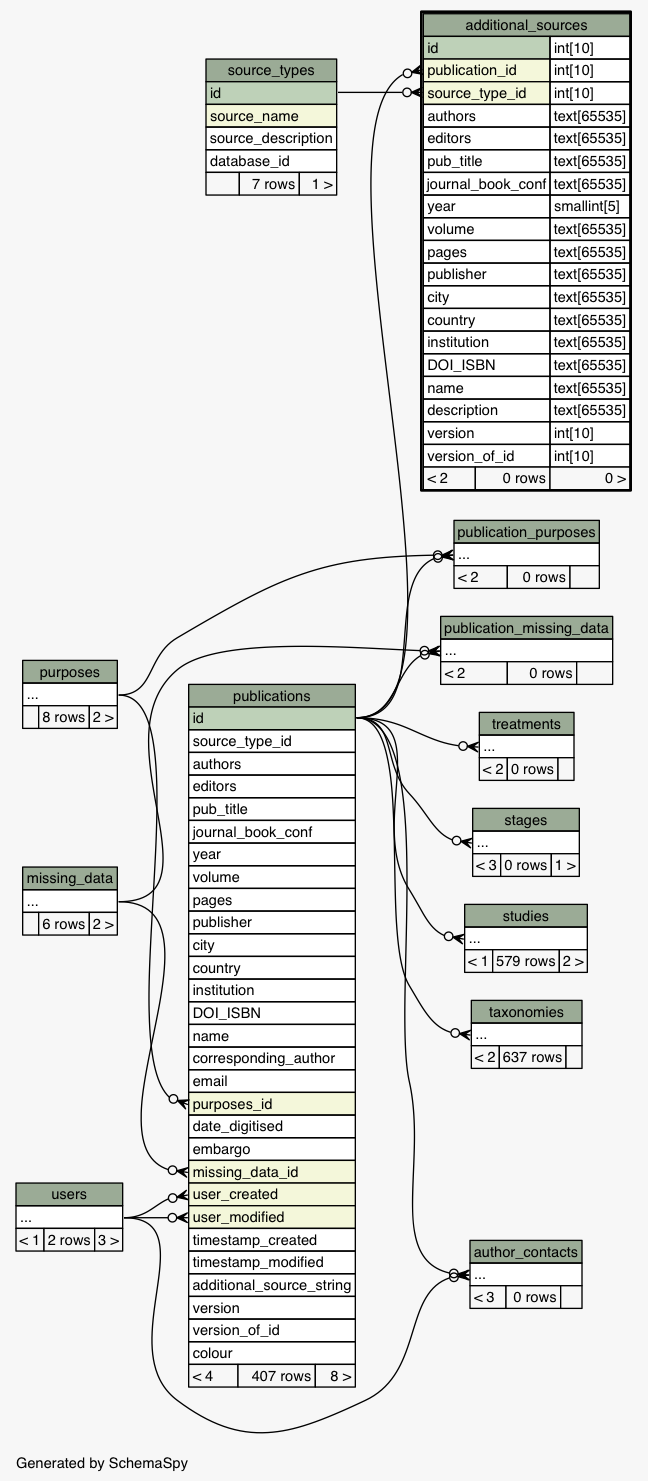 additional_sources
id int[10]
publication_id int[10]
source_type_id int[10]
authors text[65535]
editors text[65535]
pub_title text[65535]
journal_book_conf text[65535]
year smallint[5]
volume text[65535]
pages text[65535]
publisher text[65535]
city text[65535]
country text[65535]
institution text[65535]
DOI_ISBN text[65535]
name text[65535]
description text[65535]
version int[10]
version_of_id int[10]
< 2 0 rows 0 >
source_types
id
source_name
source_description
database_id
7 rows 1 >
publication_purposes
...
< 2 0 rows
publication_missing_data
...
< 2 0 rows
purposes
...
8 rows 2 >
missing_data
...
6 rows 2 >
users
...
< 1 2 rows 3 >
publications
id
source_type_id
authors
editors
pub_title
journal_book_conf
year
volume
pages
publisher
city
country
institution
DOI_ISBN
name
corresponding_author
email
purposes_id
date_digitised
embargo
missing_data_id
user_created
user_modified
timestamp_created
timestamp_modified
additional_source_string
version
version_of_id
colour
< 4 407 rows 8 >
treatments
...
< 2 0 rows
stages
...
< 3 0 rows 1 >
studies
...
< 1 579 rows 2 >
taxonomies
...
< 2 637 rows
author_contacts
...
< 3 0 rows
Generated by SchemaSpy